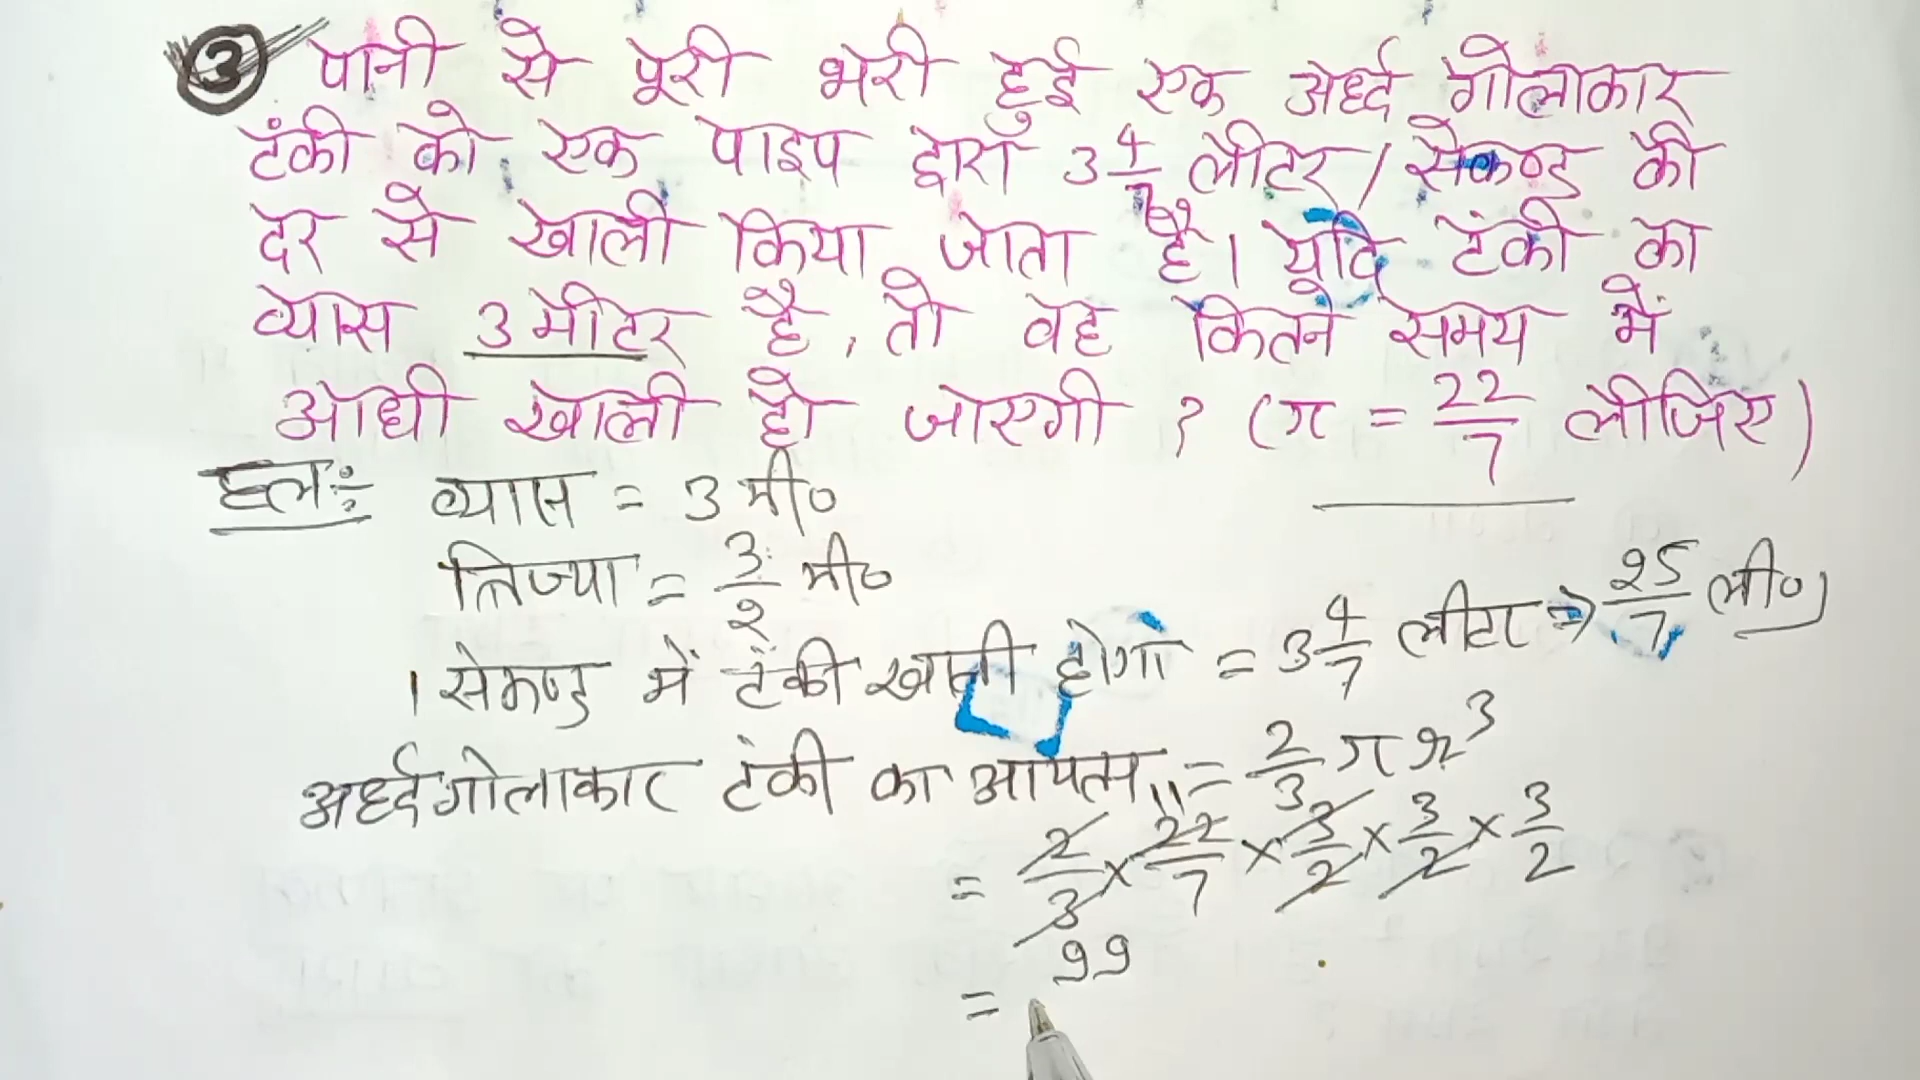 ③ पानी से पूरी भरी हुई एक अर्ध्द गोलाकार
टंकी को एक पाइप द्वारा 3 4/7 लीटर / सेकण्ड की
दर से खाली किया जाता है। यदि टंकी का
व्यास 3 मीटर है, तो वह कितने समय में
आधी खाली हो जाएगी ? (π = 22/7 लीजिए)
हल:- व्यास = 3 मी०
त्रिज्या = 3/2 मी०
1 सेकण्ड में टंकी खाली होगा = 3 4/7 लीटर ⇒ 25/7 ली०
अर्ध्दगोलाकार टंकी का आयतन = 2/3 π r³
= 2/3 × 22/7 × 3/2 × 3/2 × 3/2
= 99